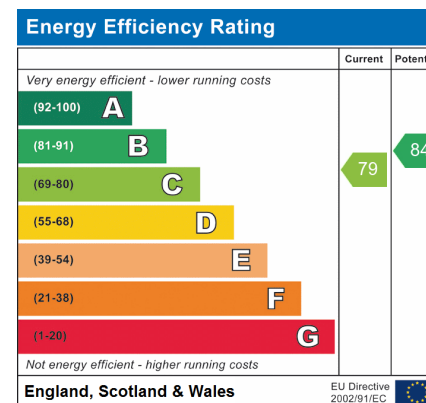 Energy Efficiency Rating
Current Poten
Very energy efficient - lower running costs
(92-100) A
(81-91) B
84
(69-80) C
79
(55-68) D
(39-54) E
(21-38) F
(1-20) G
Not energy efficient - higher running costs
England, Scotland & Wales
EU Directive
2002/91/EC